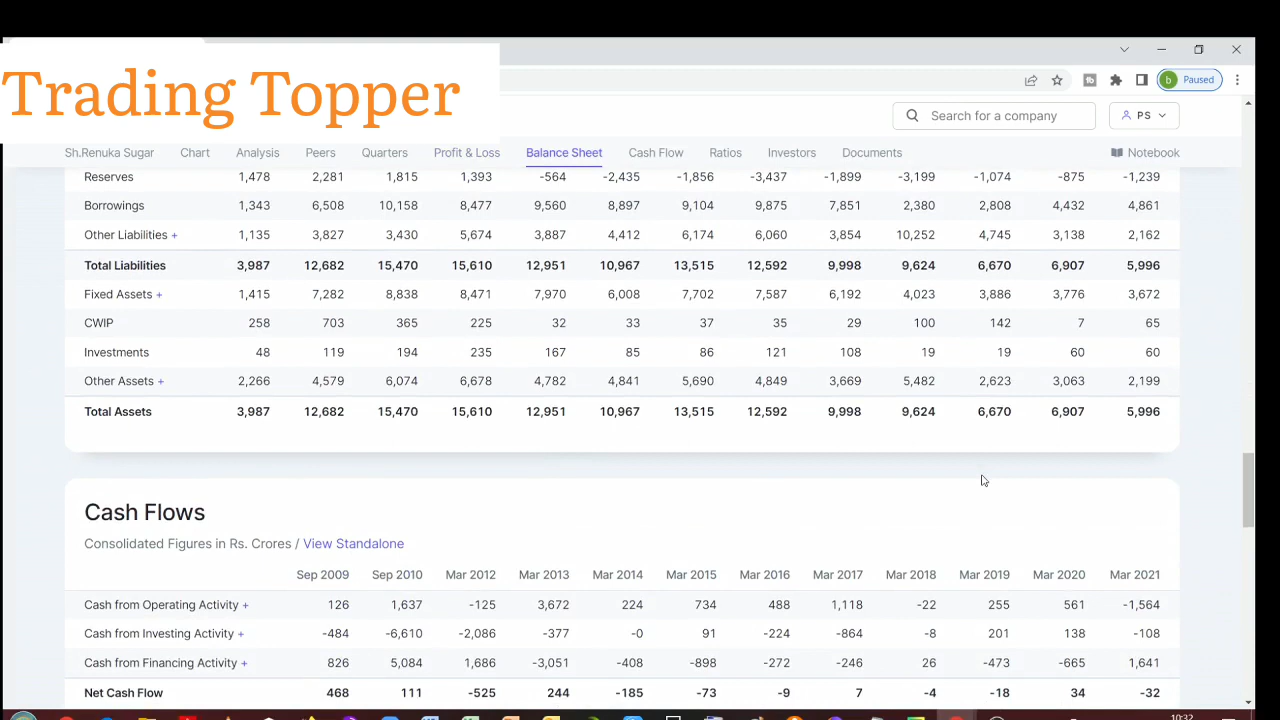 Trading Topper
b Paused
Search for a company
PS
Sh.Renuka Sugar Chart Analysis Peers Quarters Profit & Loss Balance Sheet Cash Flow Ratios Investors Documents Notebook
Reserves 1,478 2,281 1,815 1,393 -564 -2,435 -1,856 -3,437 -1,899 -3,199 -1,074 -875 -1,239
Borrowings 1,343 6,508 10,158 8,477 9,560 8,897 9,104 9,875 7,851 2,380 2,808 4,432 4,861
Other Liabilities + 1,135 3,827 3,430 5,674 3,887 4,412 6,174 6,060 3,854 10,252 4,745 3,138 2,162
Total Liabilities 3,987 12,682 15,470 15,610 12,951 10,967 13,515 12,592 9,998 9,624 6,670 6,907 5,996
Fixed Assets + 1,415 7,282 8,838 8,471 7,970 6,008 7,702 7,587 6,192 4,023 3,886 3,776 3,672
CWIP 258 703 365 225 32 33 37 35 29 100 142 7 65
Investments 48 119 194 235 167 85 86 121 108 19 19 60 60
Other Assets + 2,266 4,579 6,074 6,678 4,782 4,841 5,690 4,849 3,669 5,482 2,623 3,063 2,199
Total Assets 3,987 12,682 15,470 15,610 12,951 10,967 13,515 12,592 9,998 9,624 6,670 6,907 5,996
Cash Flows
Consolidated Figures in Rs. Crores / View Standalone
Sep 2009 Sep 2010 Mar 2012 Mar 2013 Mar 2014 Mar 2015 Mar 2016 Mar 2017 Mar 2018 Mar 2019 Mar 2020 Mar 2021
Cash from Operating Activity + 126 1,637 -125 3,672 224 734 488 1,118 -22 255 561 -1,564
Cash from Investing Activity + -484 -6,610 -2,086 -377 -0 91 -224 -864 -8 201 138 -108
Cash from Financing Activity + 826 5,084 1,686 -3,051 -408 -898 -272 -246 26 -473 -665 1,641
Net Cash Flow 468 111 -525 244 -185 -73 -9 7 -4 -18 34 -32
10:32